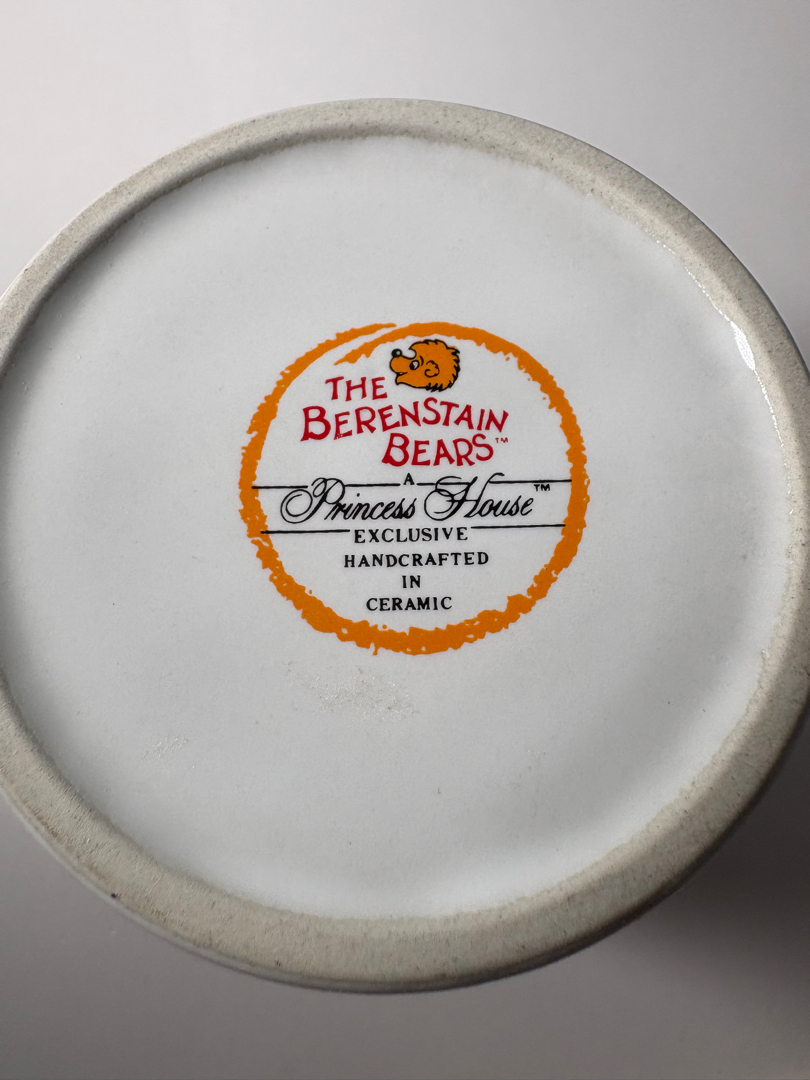 THE
BERENSTAIN
BEARS™
A
Princess House™
EXCLUSIVE
HANDCRAFTED
IN
CERAMIC